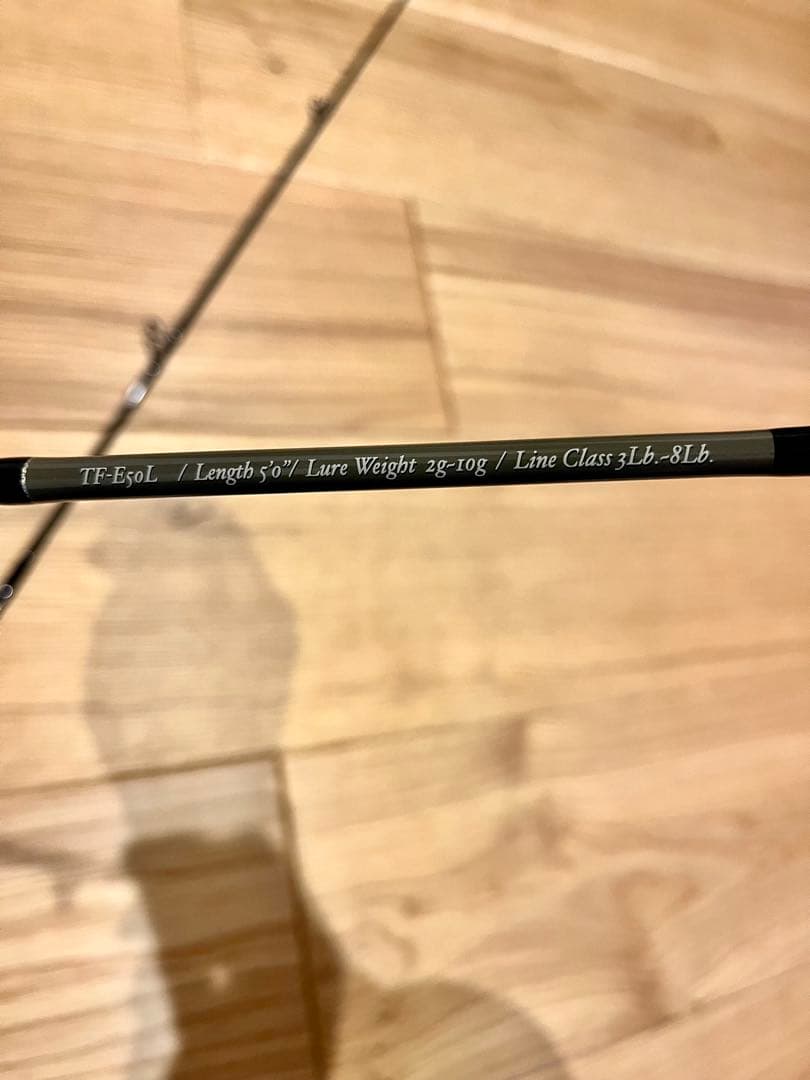 TF-E50L / Length 5'0"/ Lure Weight 2g-10g / Line Class 3Lb.-8Lb.